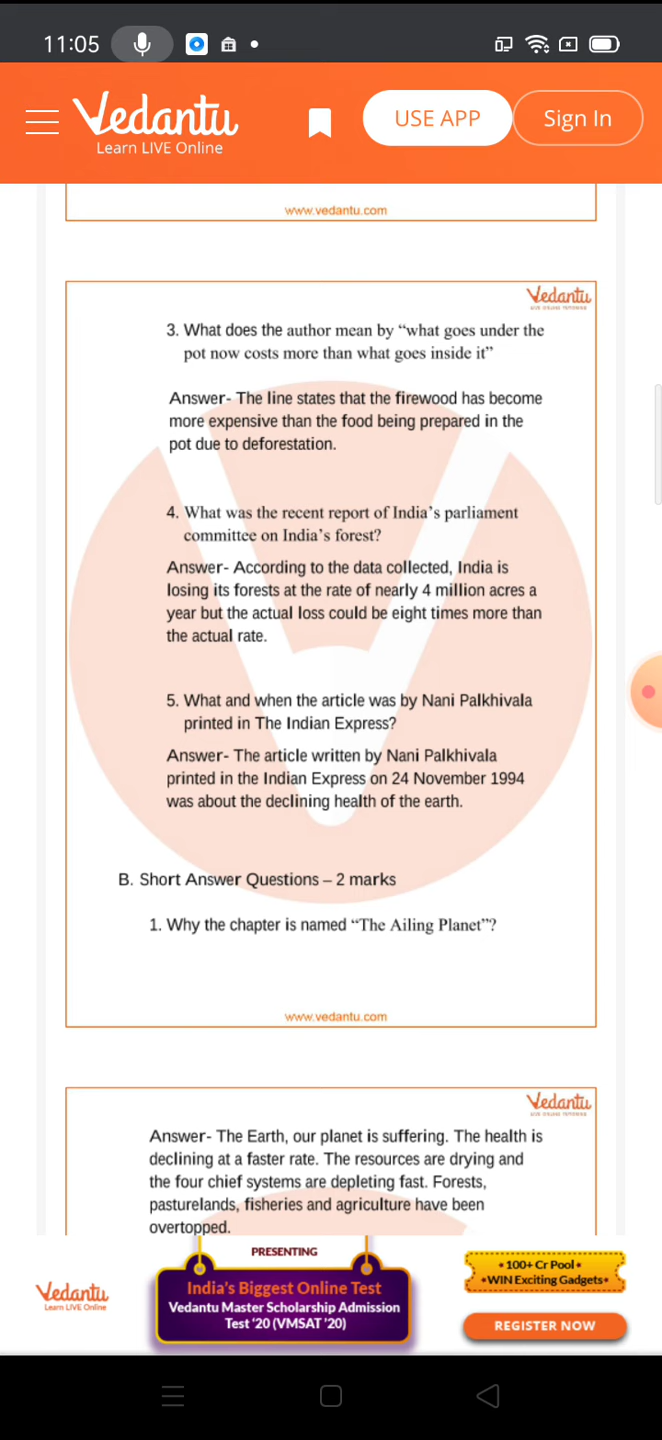 11:05
Vedantu
Learn LIVE Online
USE APP
Sign In
www.vedantu.com
Vedantu
LIVE ONLINE TUTORING
3. What does the author mean by “what goes under the
pot now costs more than what goes inside it”
Answer- The line states that the firewood has become
more expensive than the food being prepared in the
pot due to deforestation.
4. What was the recent report of India’s parliament
committee on India’s forest?
Answer- According to the data collected, India is
losing its forests at the rate of nearly 4 million acres a
year but the actual loss could be eight times more than
the actual rate.
5. What and when the article was by Nani Palkhivala
printed in The Indian Express?
Answer- The article written by Nani Palkhivala
printed in the Indian Express on 24 November 1994
was about the declining health of the earth.
B. Short Answer Questions – 2 marks
1. Why the chapter is named “The Ailing Planet”?
www.vedantu.com
Vedantu
LIVE ONLINE TUTORING
Answer- The Earth, our planet is suffering. The health is
declining at a faster rate. The resources are drying and
the four chief systems are depleting fast. Forests,
pasturelands, fisheries and agriculture have been
overtopped.
Vedantu
Learn LIVE Online
PRESENTING
India's Biggest Online Test
Vedantu Master Scholarship Admission
Test '20 (VMSAT '20)
• 100+ Cr Pool •
• WIN Exciting Gadgets •
REGISTER NOW